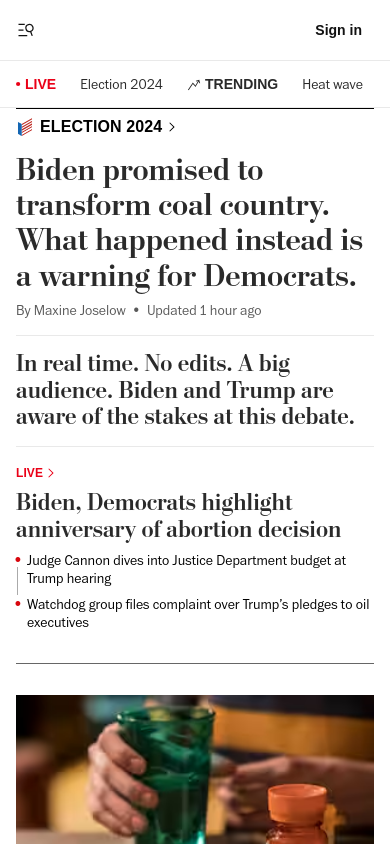 Sign in
LIVE Election 2024 TRENDING Heat wave
ELECTION 2024
Biden promised to
transform coal country.
What happened instead is
a warning for Democrats.
By Maxine Joselow • Updated 1 hour ago
In real time. No edits. A big
audience. Biden and Trump are
aware of the stakes at this debate.
LIVE
Biden, Democrats highlight
anniversary of abortion decision
Judge Cannon dives into Justice Department budget at
Trump hearing
Watchdog group files complaint over Trump’s pledges to oil
executives